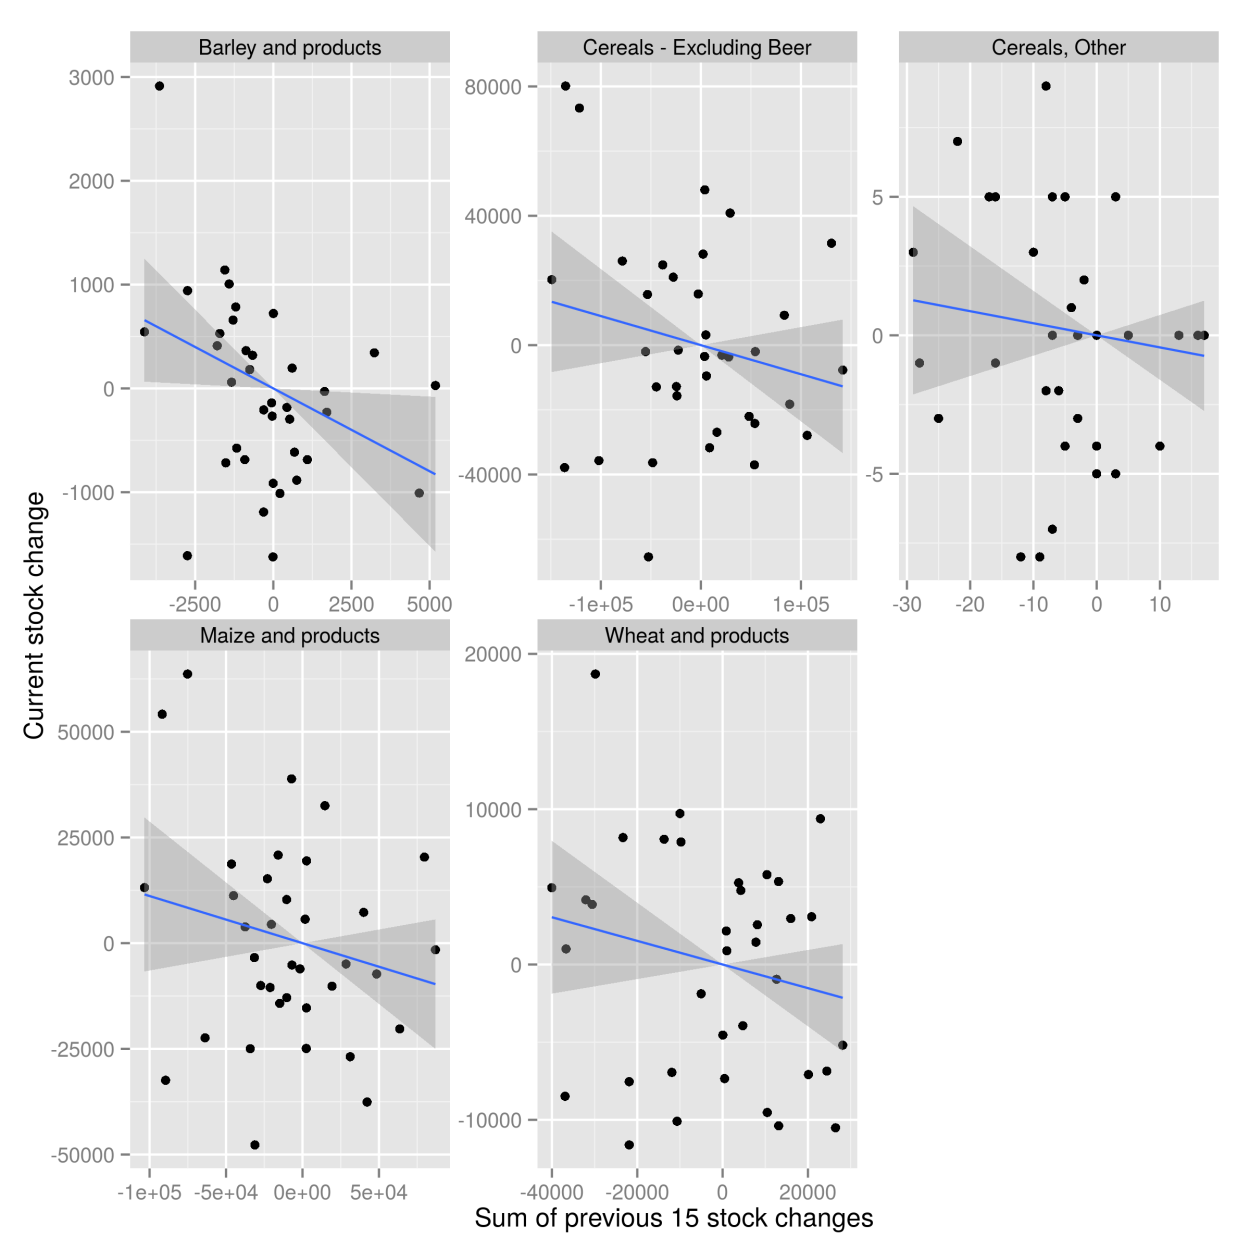 Barley and products
Cereals - Excluding Beer
Cereals, Other
3000
2000
1000
0
-1000
80000
40000
0
-40000
5
0
-5
-2500 0 2500 5000
-1e+05 0e+00 1e+05
-30 -20 -10 0 10
Current stock change
Maize and products
Wheat and products
50000
25000
0
-25000
-50000
20000
10000
0
-10000
-1e+05 -5e+04 0e+00 5e+04
-40000 -20000 0 20000
Sum of previous 15 stock changes